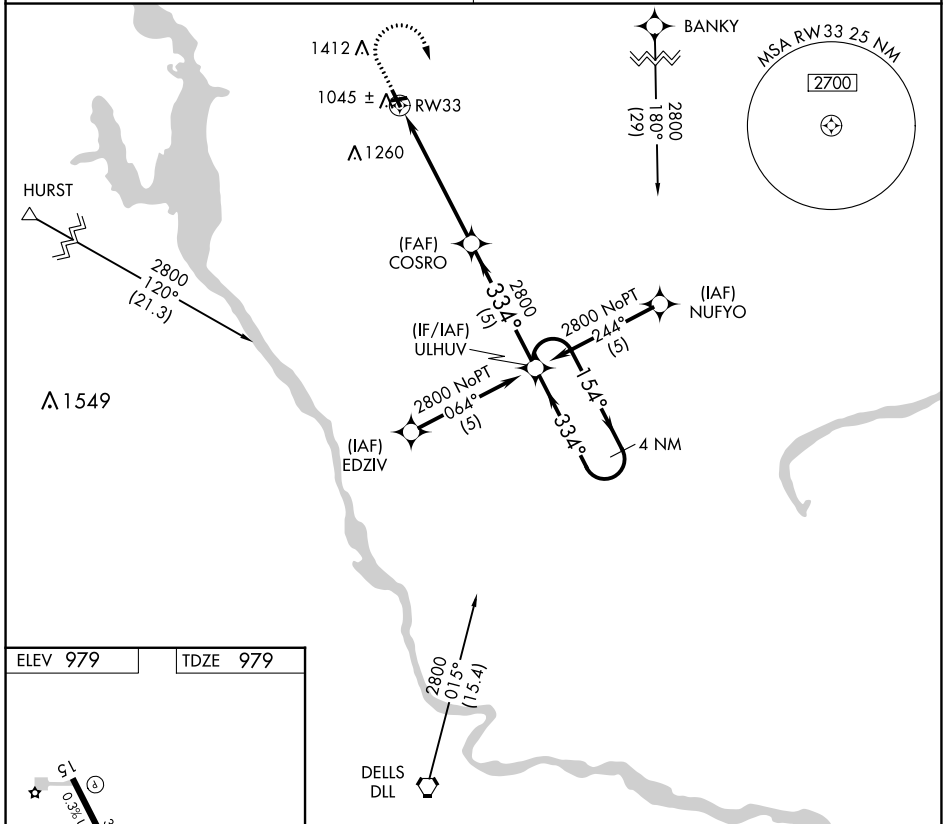 BANKY
2800
180°
(29)
MSA RW33 25 NM
2700
1412
1045 ±
RW33
1260
HURST
2800
120°
(21.3)
(FAF)
COSRO
2800
334°
(5)
(IAF)
NUFYO
2800 NoPT
244°
(5)
(IF/IAF)
ULHUV
2800 NoPT
064°
(5)
154°
334°
4 NM
(IAF)
EDZIV
1549
2800
015°
(15.4)
DELLS
DLL
ELEV 979
TDZE 979
15
P
0.3%